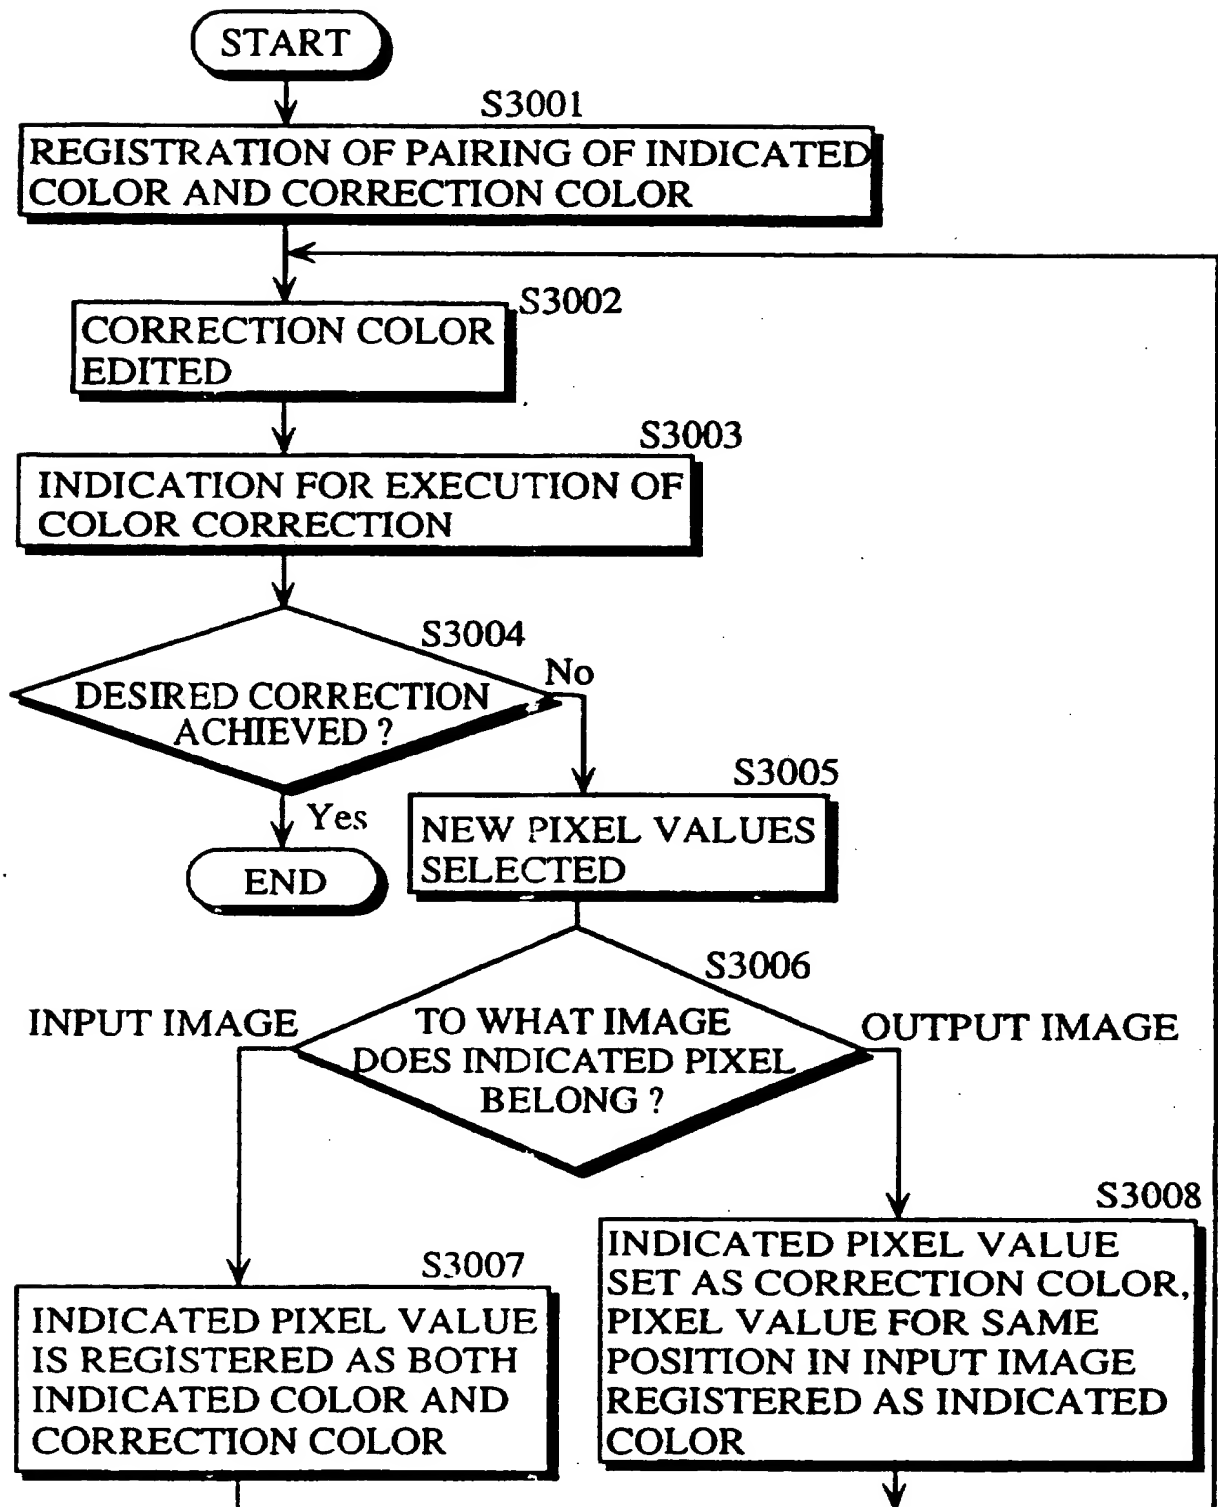 START
S3001
REGISTRATION OF PAIRING OF INDICATED
COLOR AND CORRECTION COLOR
S3002
CORRECTION COLOR
EDITED
S3003
INDICATION FOR EXECUTION OF
COLOR CORRECTION
S3004
DESIRED CORRECTION
ACHIEVED ?
No
Yes
END
S3005
NEW PIXEL VALUES
SELECTED
S3006
TO WHAT IMAGE
DOES INDICATED PIXEL
BELONG ?
INPUT IMAGE
OUTPUT IMAGE
S3007
INDICATED PIXEL VALUE
IS REGISTERED AS BOTH
INDICATED COLOR AND
CORRECTION COLOR
S3008
INDICATED PIXEL VALUE
SET AS CORRECTION COLOR,
PIXEL VALUE FOR SAME
POSITION IN INPUT IMAGE
REGISTERED AS INDICATED
COLOR